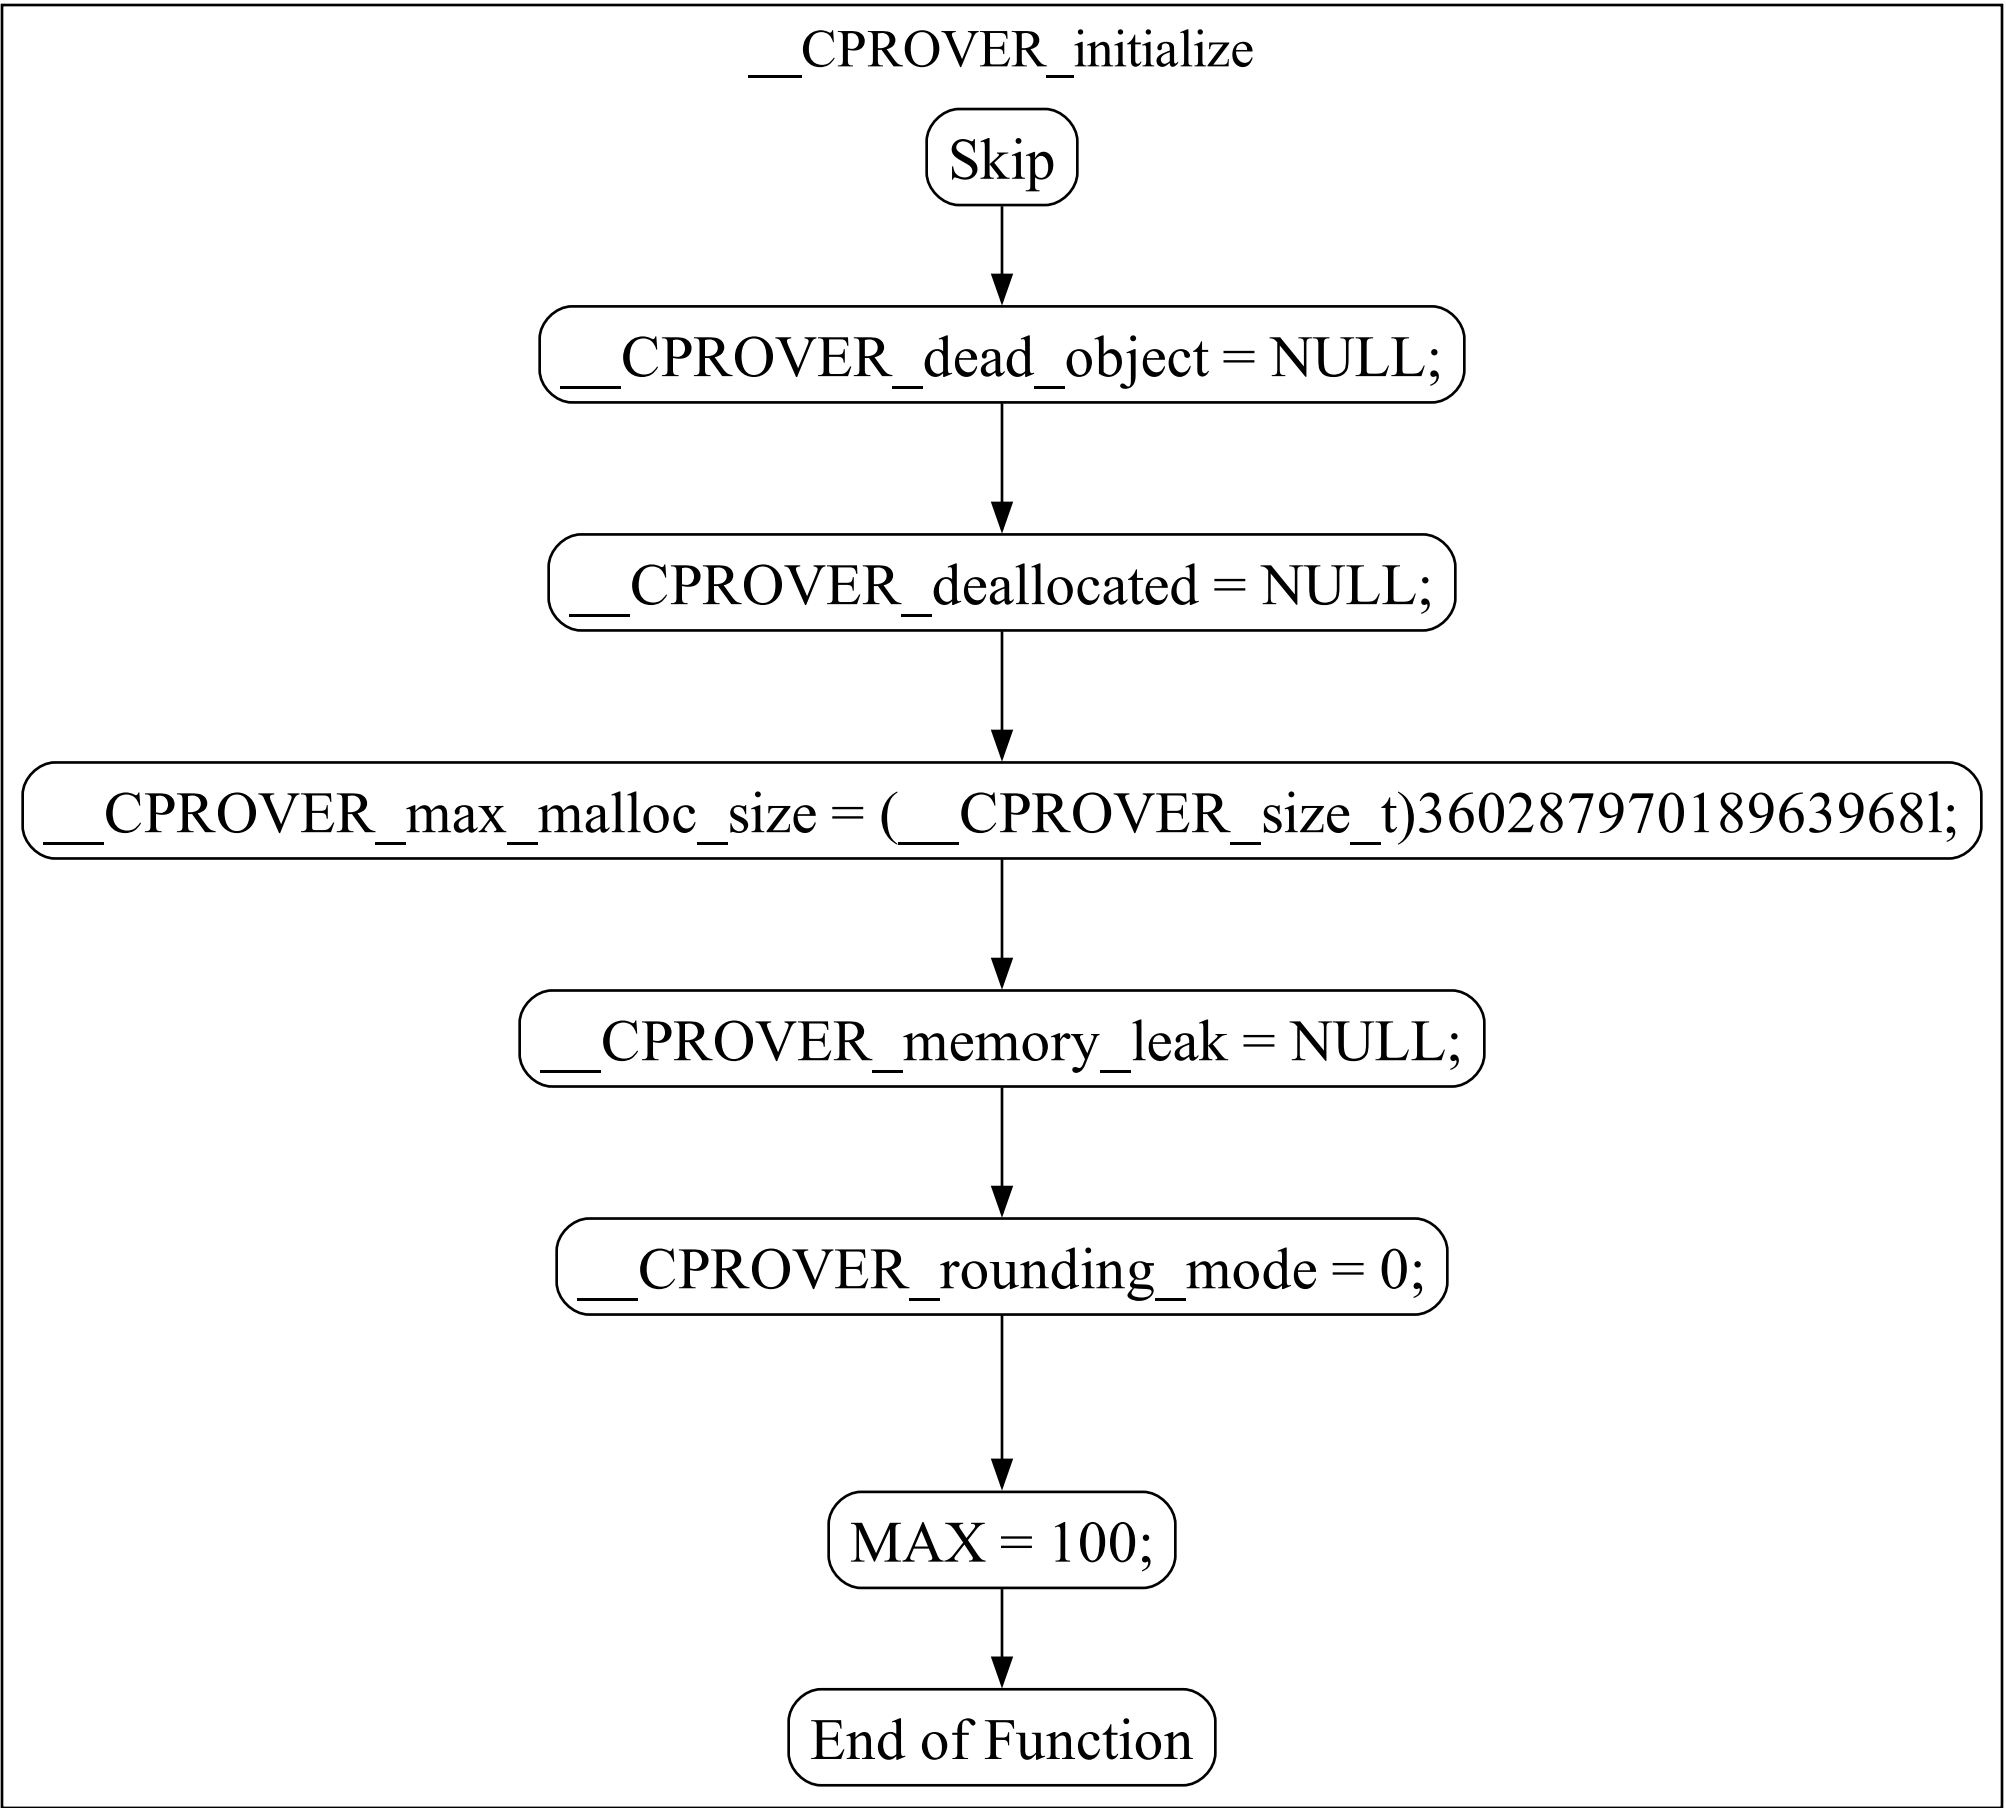 __CPROVER_initialize
Skip
__CPROVER_dead_object = NULL;
__CPROVER_deallocated = NULL;
__CPROVER_max_malloc_size = (__CPROVER_size_t)36028797018963968l;
__CPROVER_memory_leak = NULL;
__CPROVER_rounding_mode = 0;
MAX = 100;
End of Function